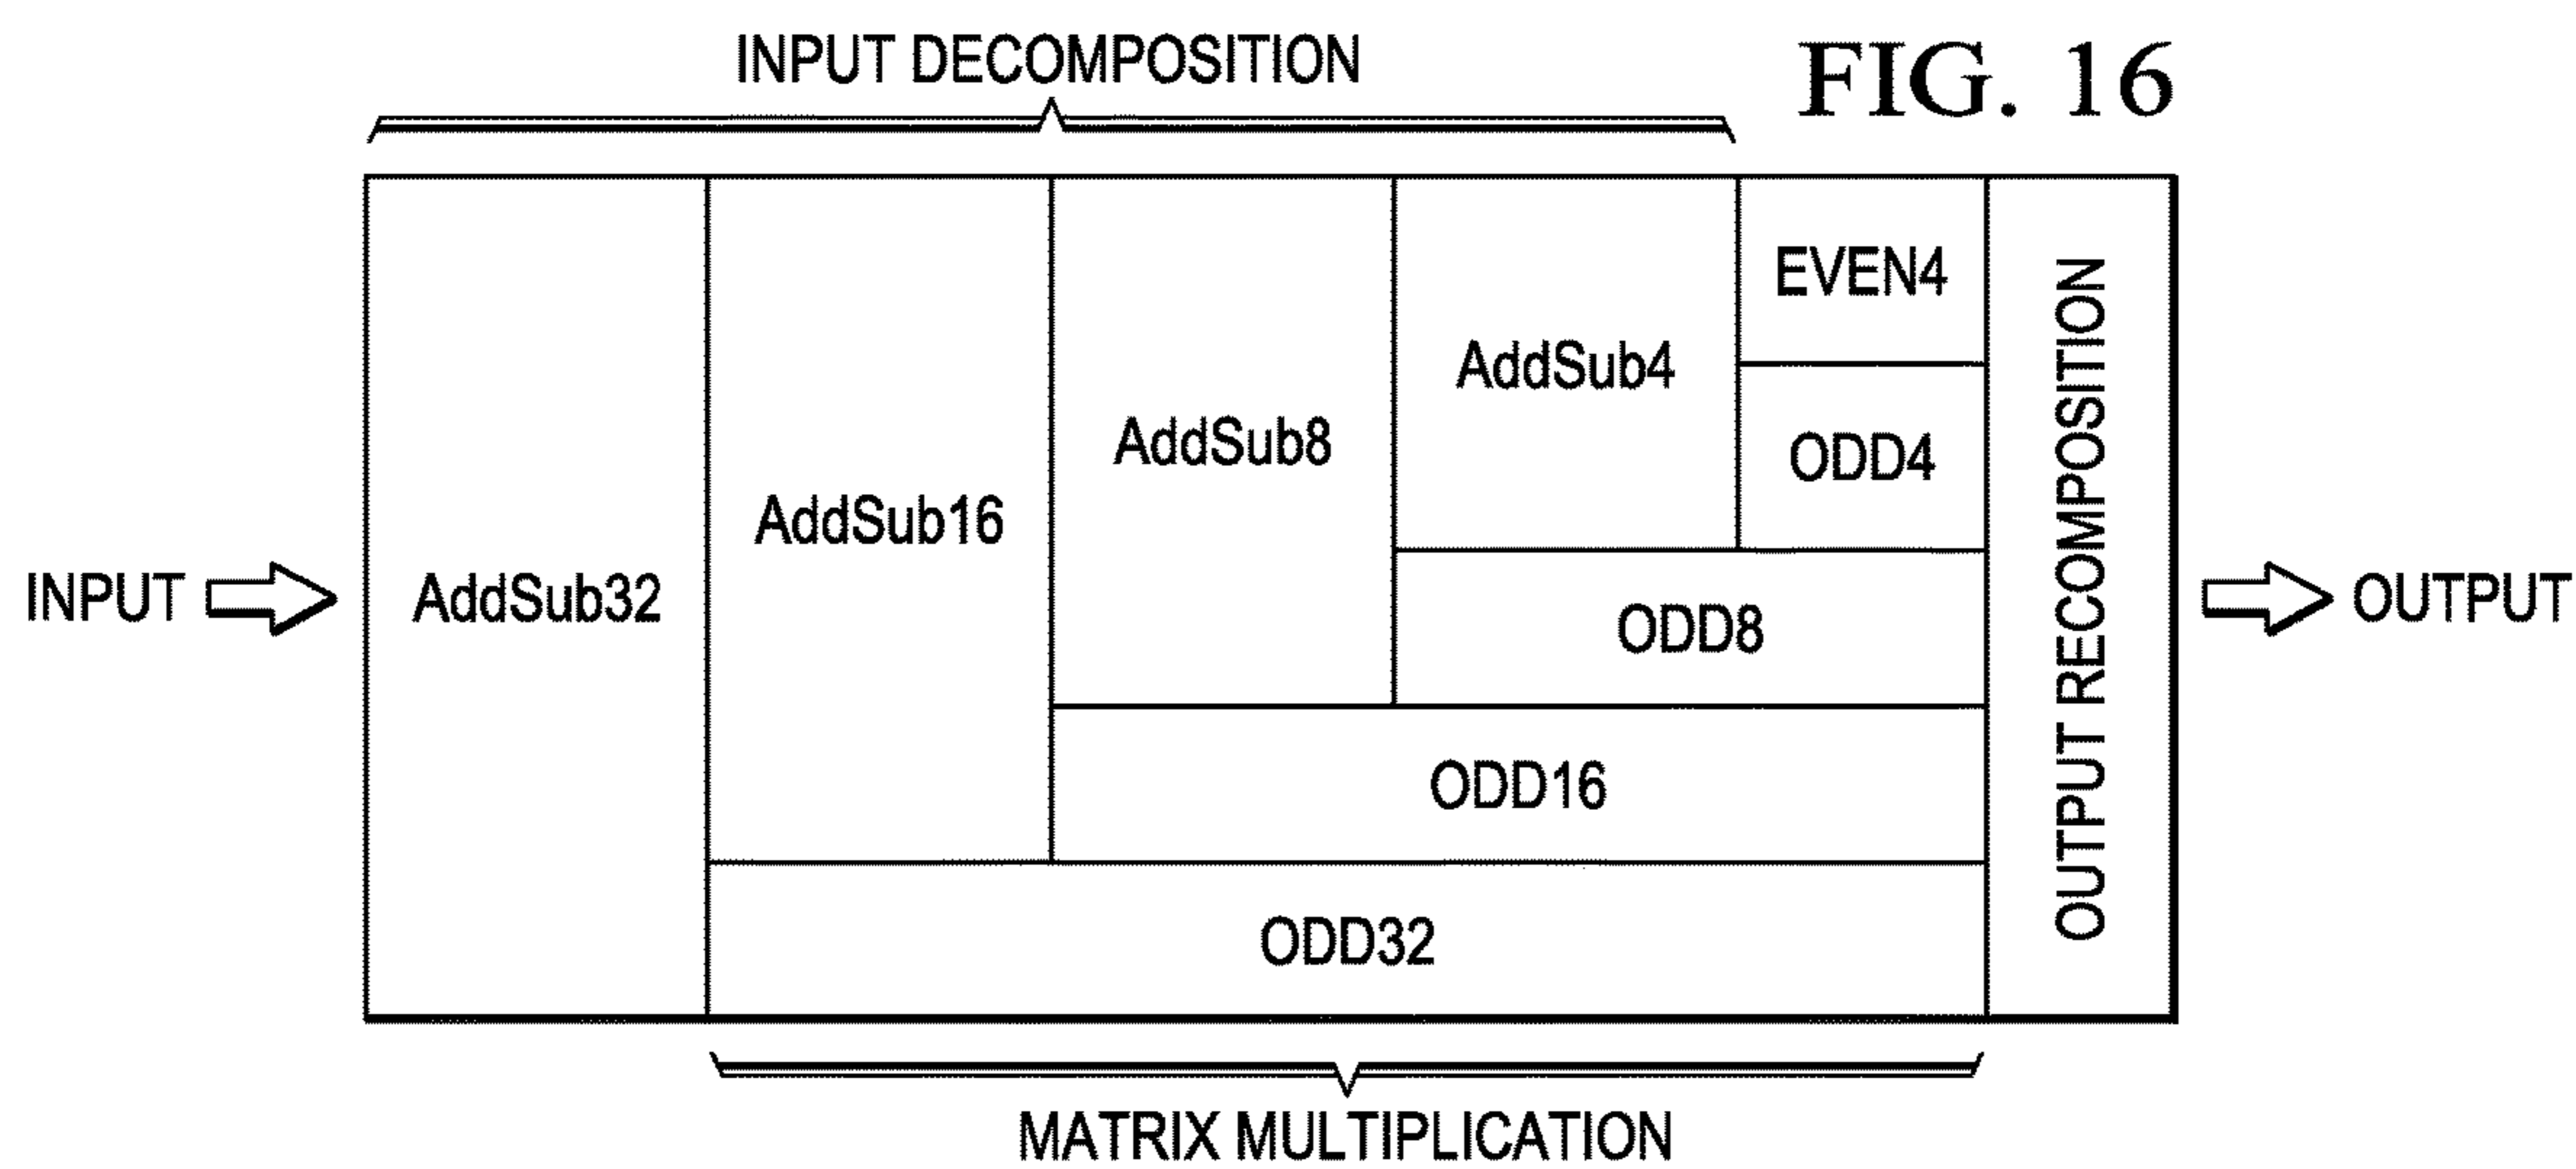 INPUT DECOMPOSITION
FIG. 16
EVEN4
AddSub4
AddSub8
ODD4
AddSub16
INPUT
AddSub32
ODD8
OUTPUT RECOMPOSITION
OUTPUT
ODD16
ODD32
MATRIX MULTIPLICATION